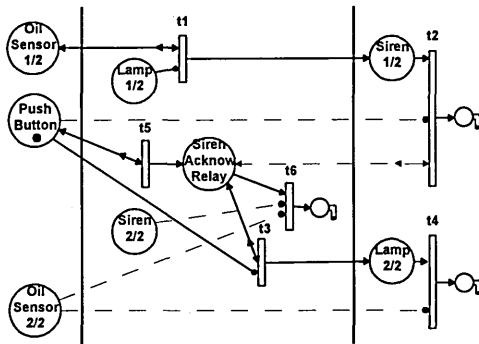 Oil
Sensor
1/2
t1
Lamp
1/2
Siren
1/2
t2
Push
Button
t5
Siren
Acknow
Relay
t6
Siren
2/2
t3
Lamp
2/2
t4
Oil
Sensor
2/2